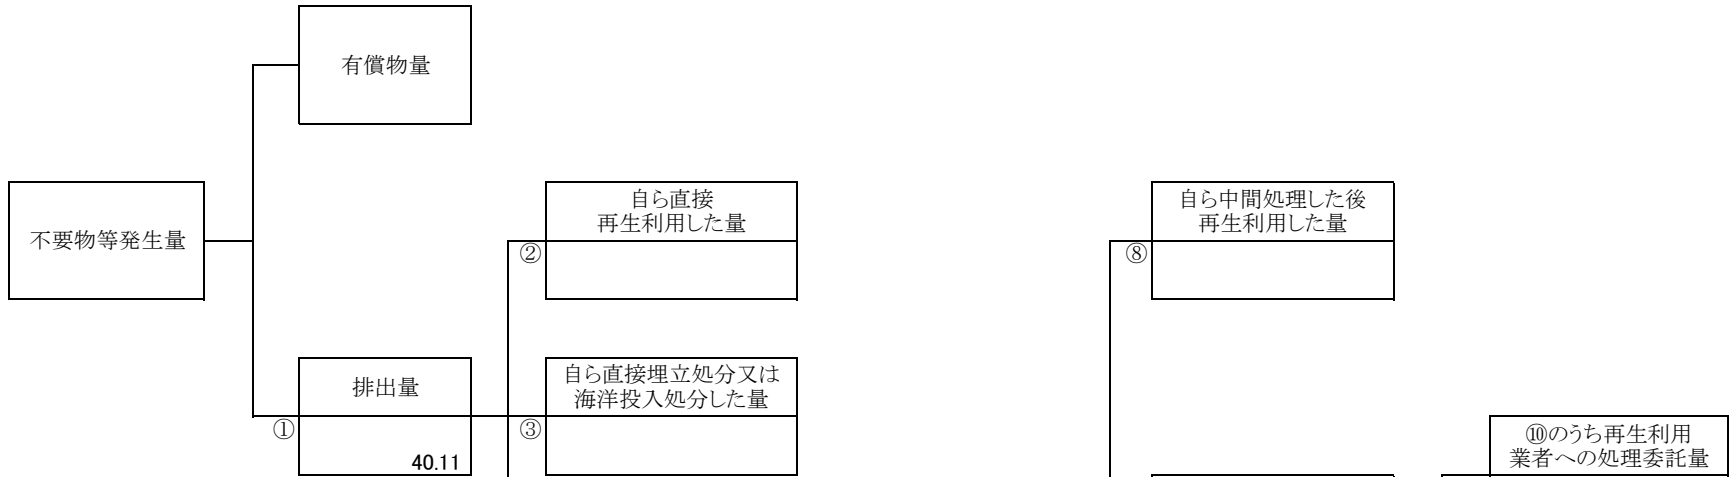 有償物量
不要物等発生量
自ら直接
再生利用した量
②
自ら中間処理した後
再生利用した量
⑧
排出量
①
40.11
自ら直接埋立処分又は
海洋投入処分した量
③
⑩のうち再生利用
業者への処理委託量